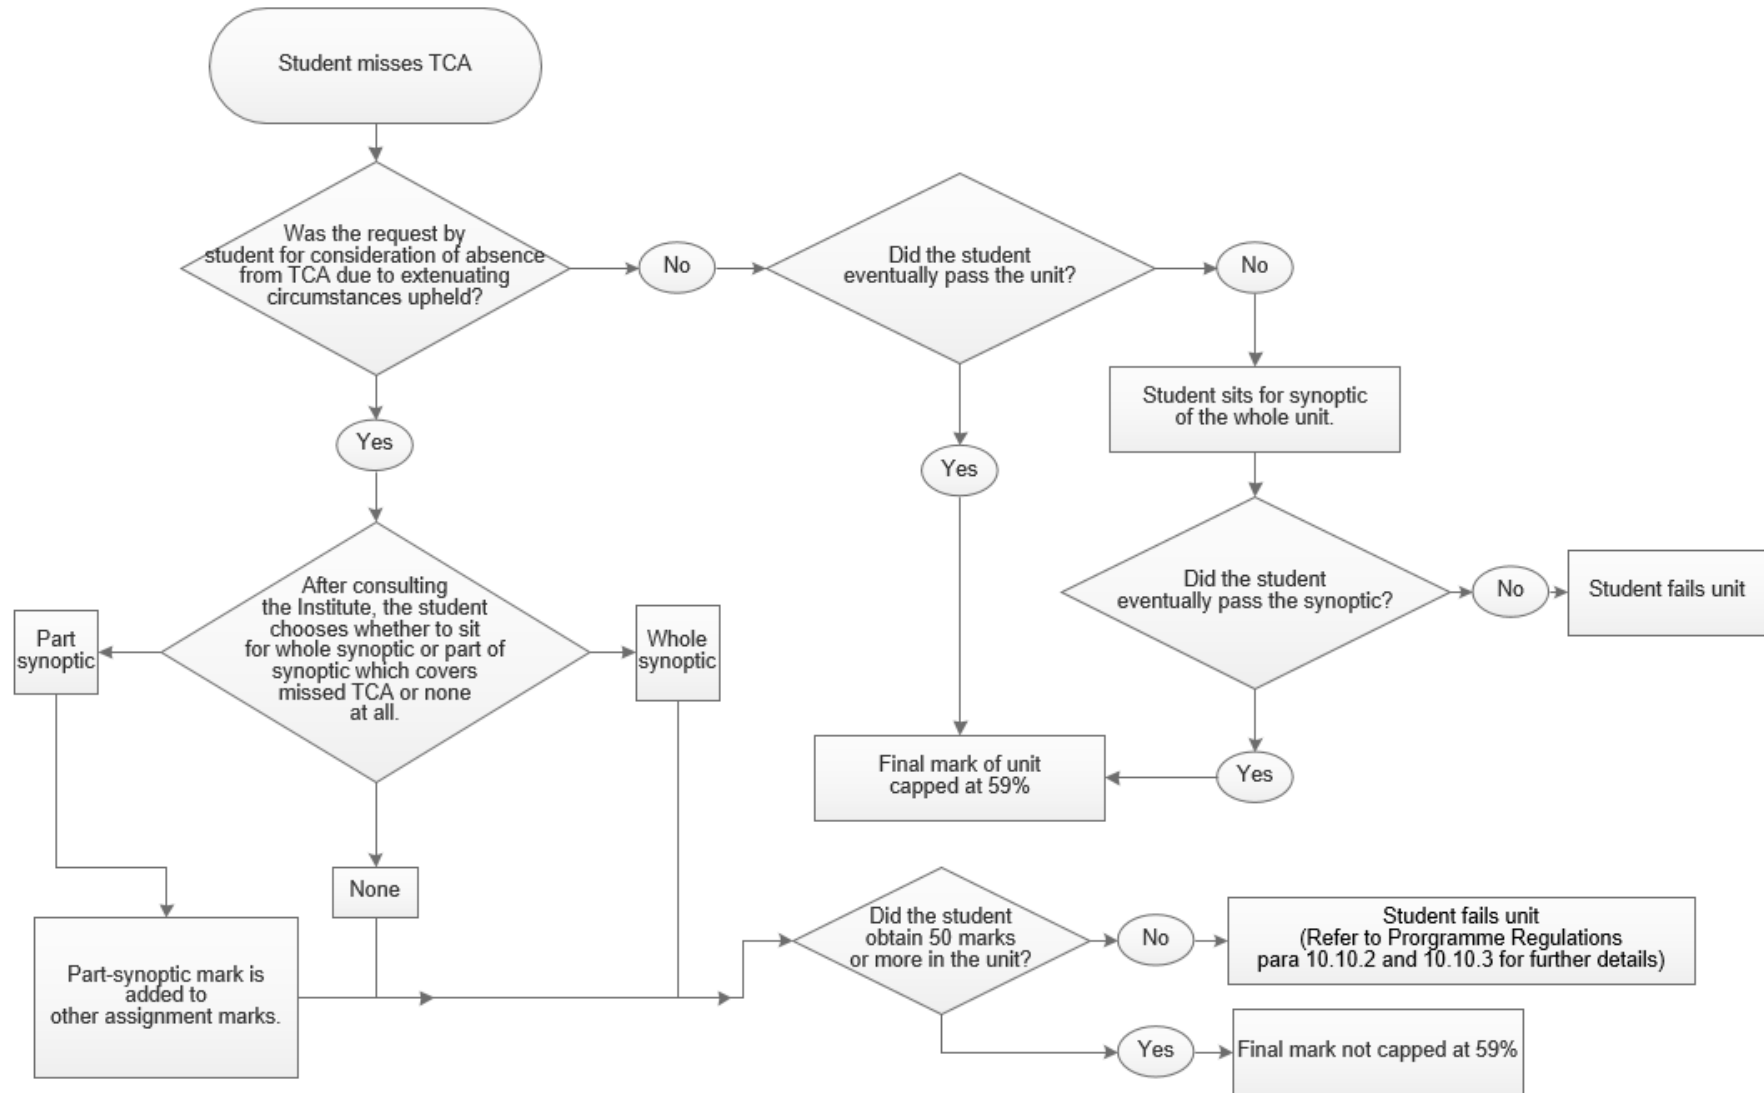 Student misses TCA
Was the request by
student for consideration of absence
from TCA due to extenuating
circumstances upheld?
No
Did the student
eventually pass the unit?
No
Yes
Student sits for synoptic
of the whole unit.
Yes
Did the student
eventually pass the synoptic?
No
Student fails unit
After consulting
the Institute, the student
chooses whether to sit
for whole synoptic or part of
synoptic which covers
missed TCA or none
at all.
Part
synoptic
Whole
synoptic
Final mark of unit
capped at 59%
Yes
None
Part-synoptic mark is
added to
other assignment marks.
Did the student
obtain 50 marks
or more in the unit?
No
Student fails unit
(Refer to Prorgramme Regulations
para 10.10.2 and 10.10.3 for further details)
Yes
Final mark not capped at 59%